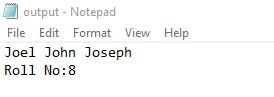 output - Notepad
File Edit Format View Help
Joel John Joseph
Roll No:8